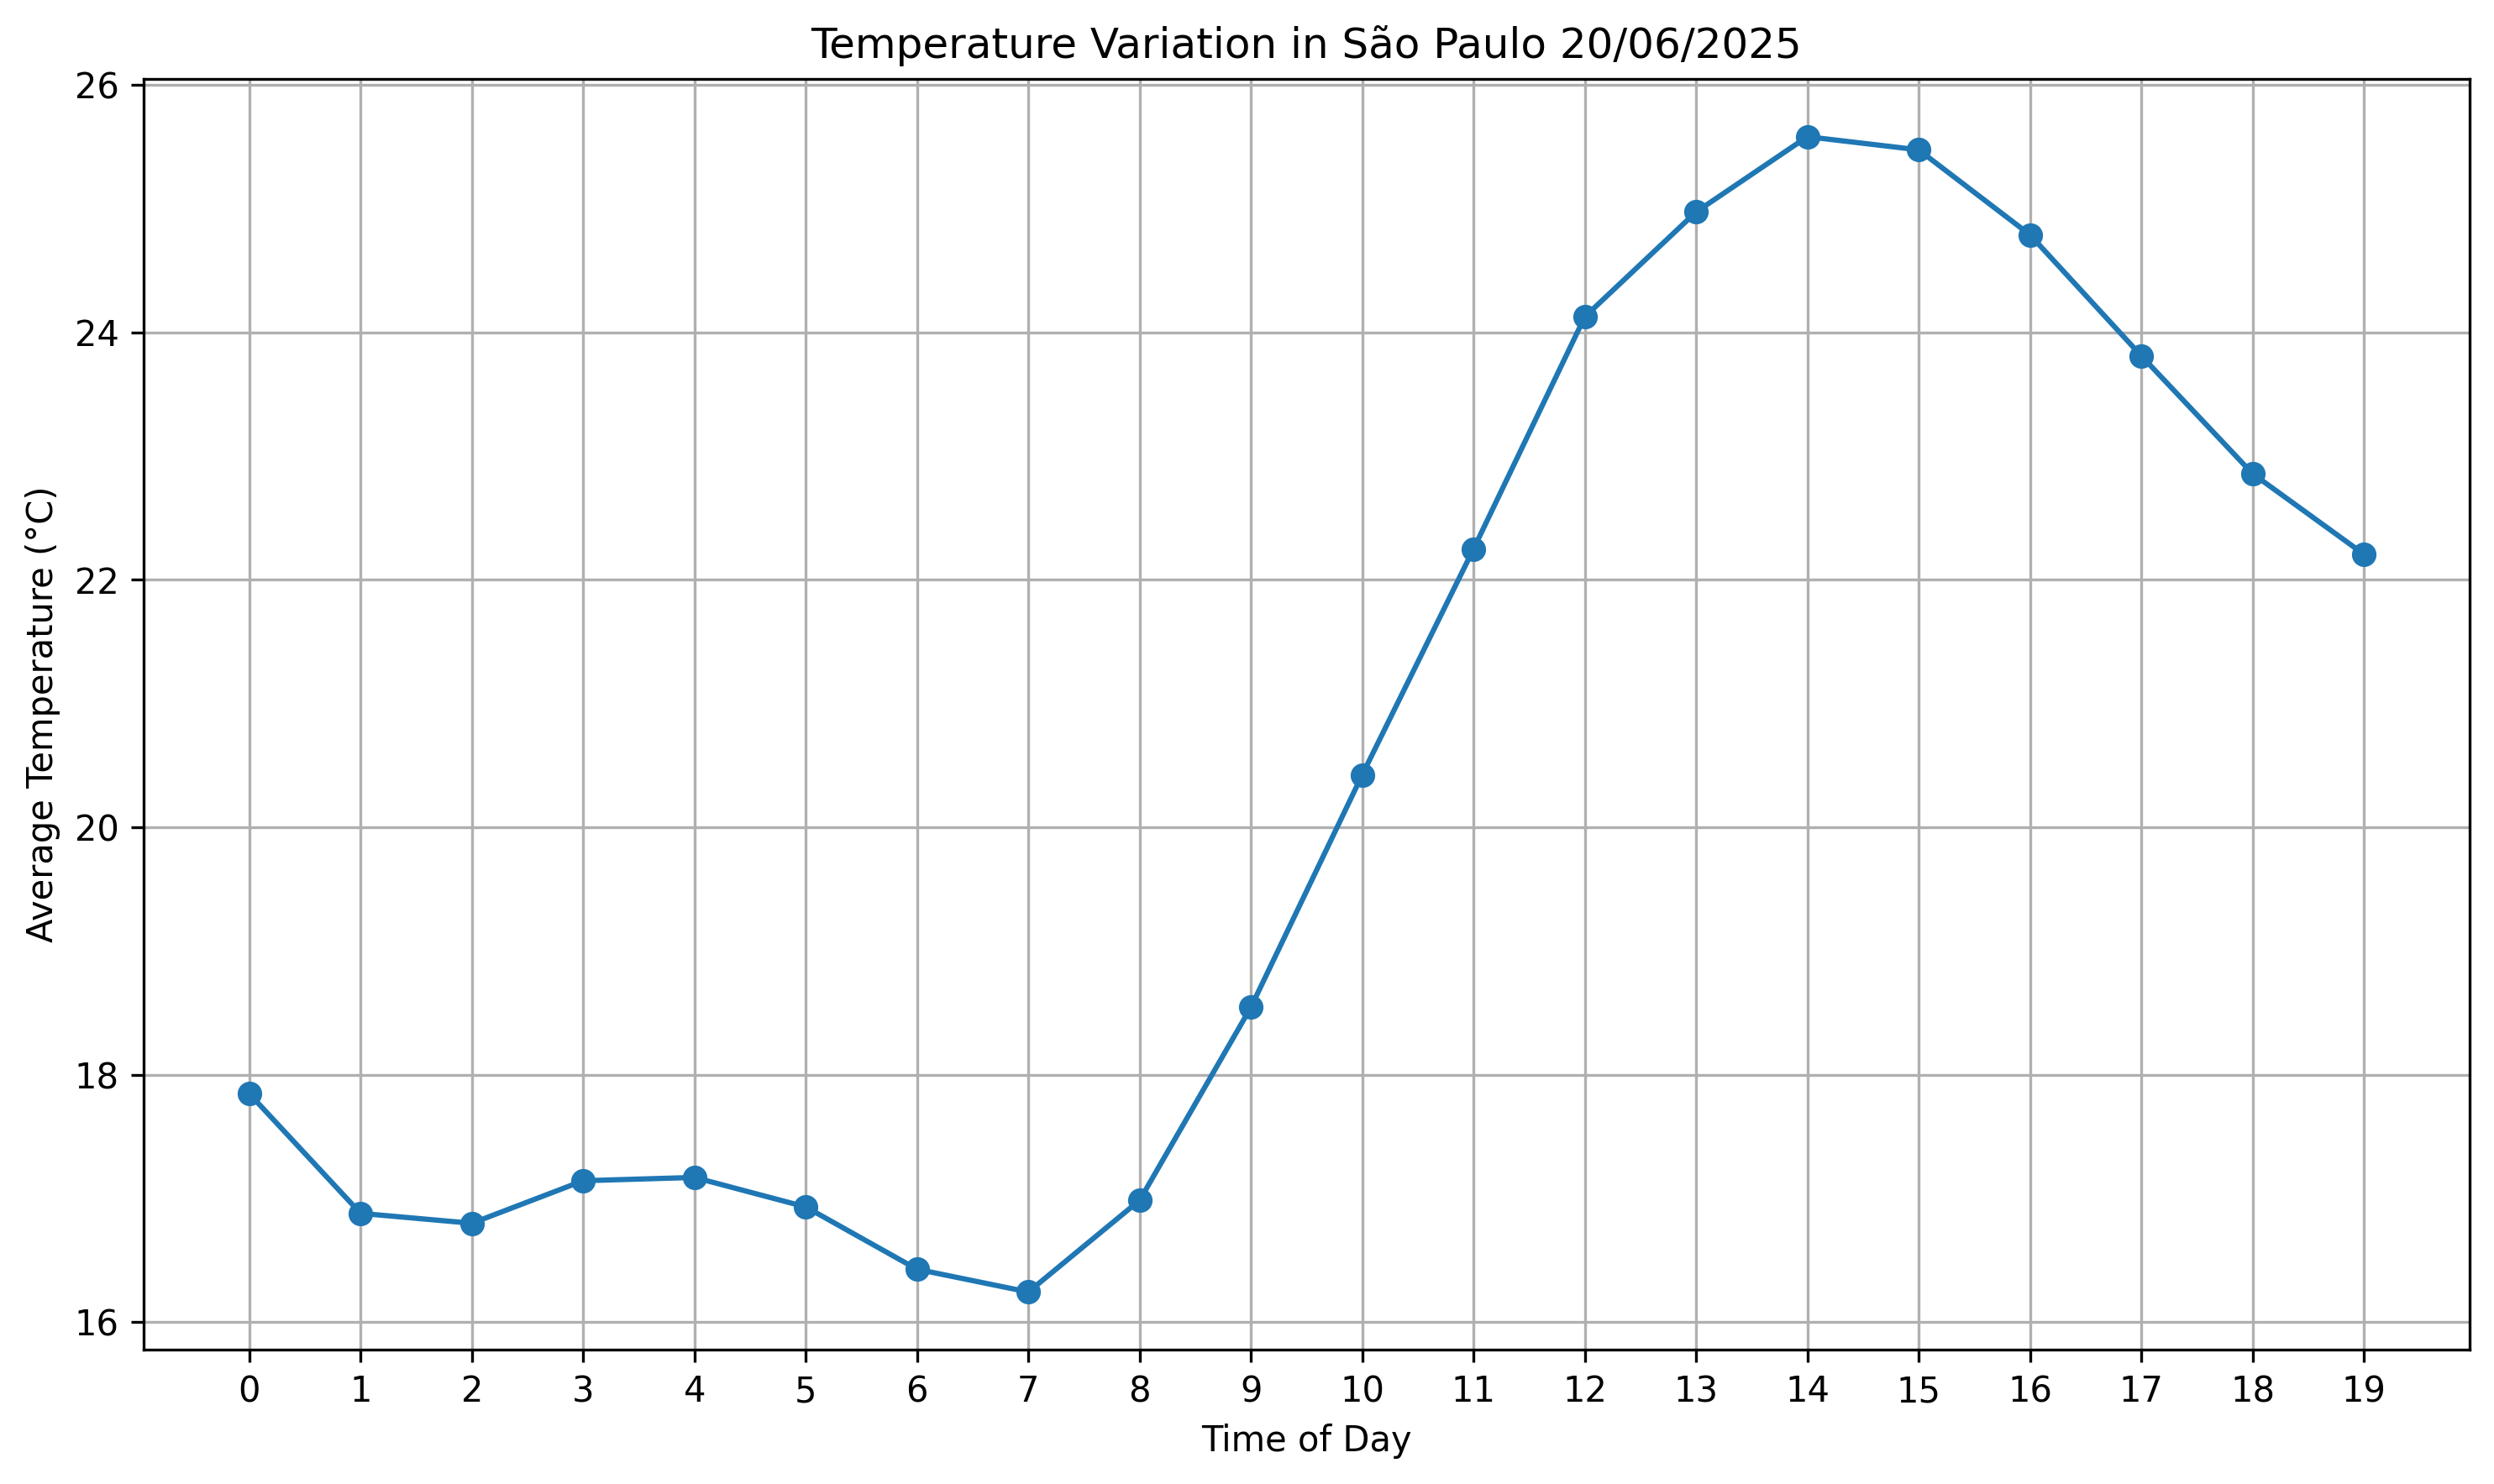 Temperature Variation in São Paulo 20/06/2025
26
24
22
20
18
16
Average Temperature (°C)
0 1 2 3 4 5 6 7 8 9 10 11 12 13 14 15 16 17 18 19
Time of Day